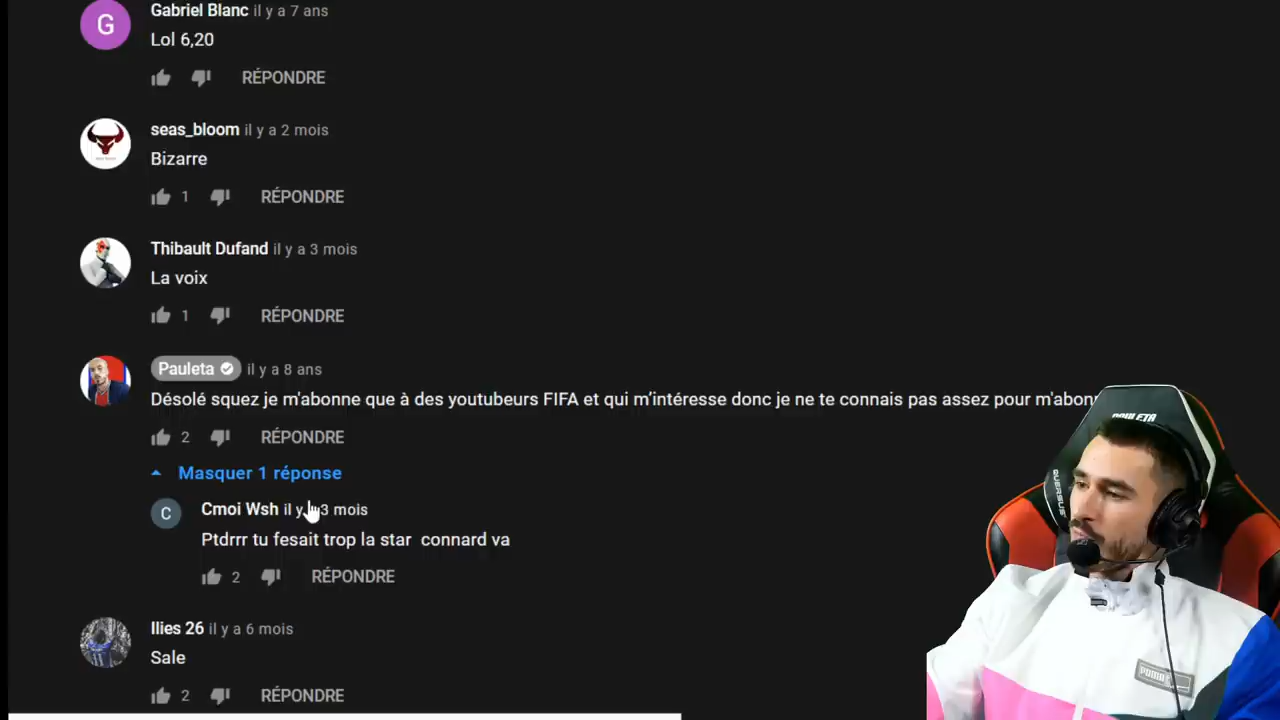 G
Gabriel Blanc il y a 7 ans
Lol 6,20
RÉPONDRE
seas_bloom il y a 2 mois
Bizarre
1 RÉPONDRE
Thibault Dufand il y a 3 mois
La voix
1 RÉPONDRE
Pauleta il y a 8 ans
Désolé squez je m'abonne que à des youtubeurs FIFA et qui m'intéresse donc je ne te connais pas assez pour
2 RÉPONDRE
Masquer 1 réponse
C
Cmoi Wsh il y 3 mois
Ptdrrr tu fesait trop la star connard va
2 RÉPONDRE
Ilies 26 il y a 6 mois
Sale
2 RÉPONDRE
PAULETA
QUERSUS
PUMA